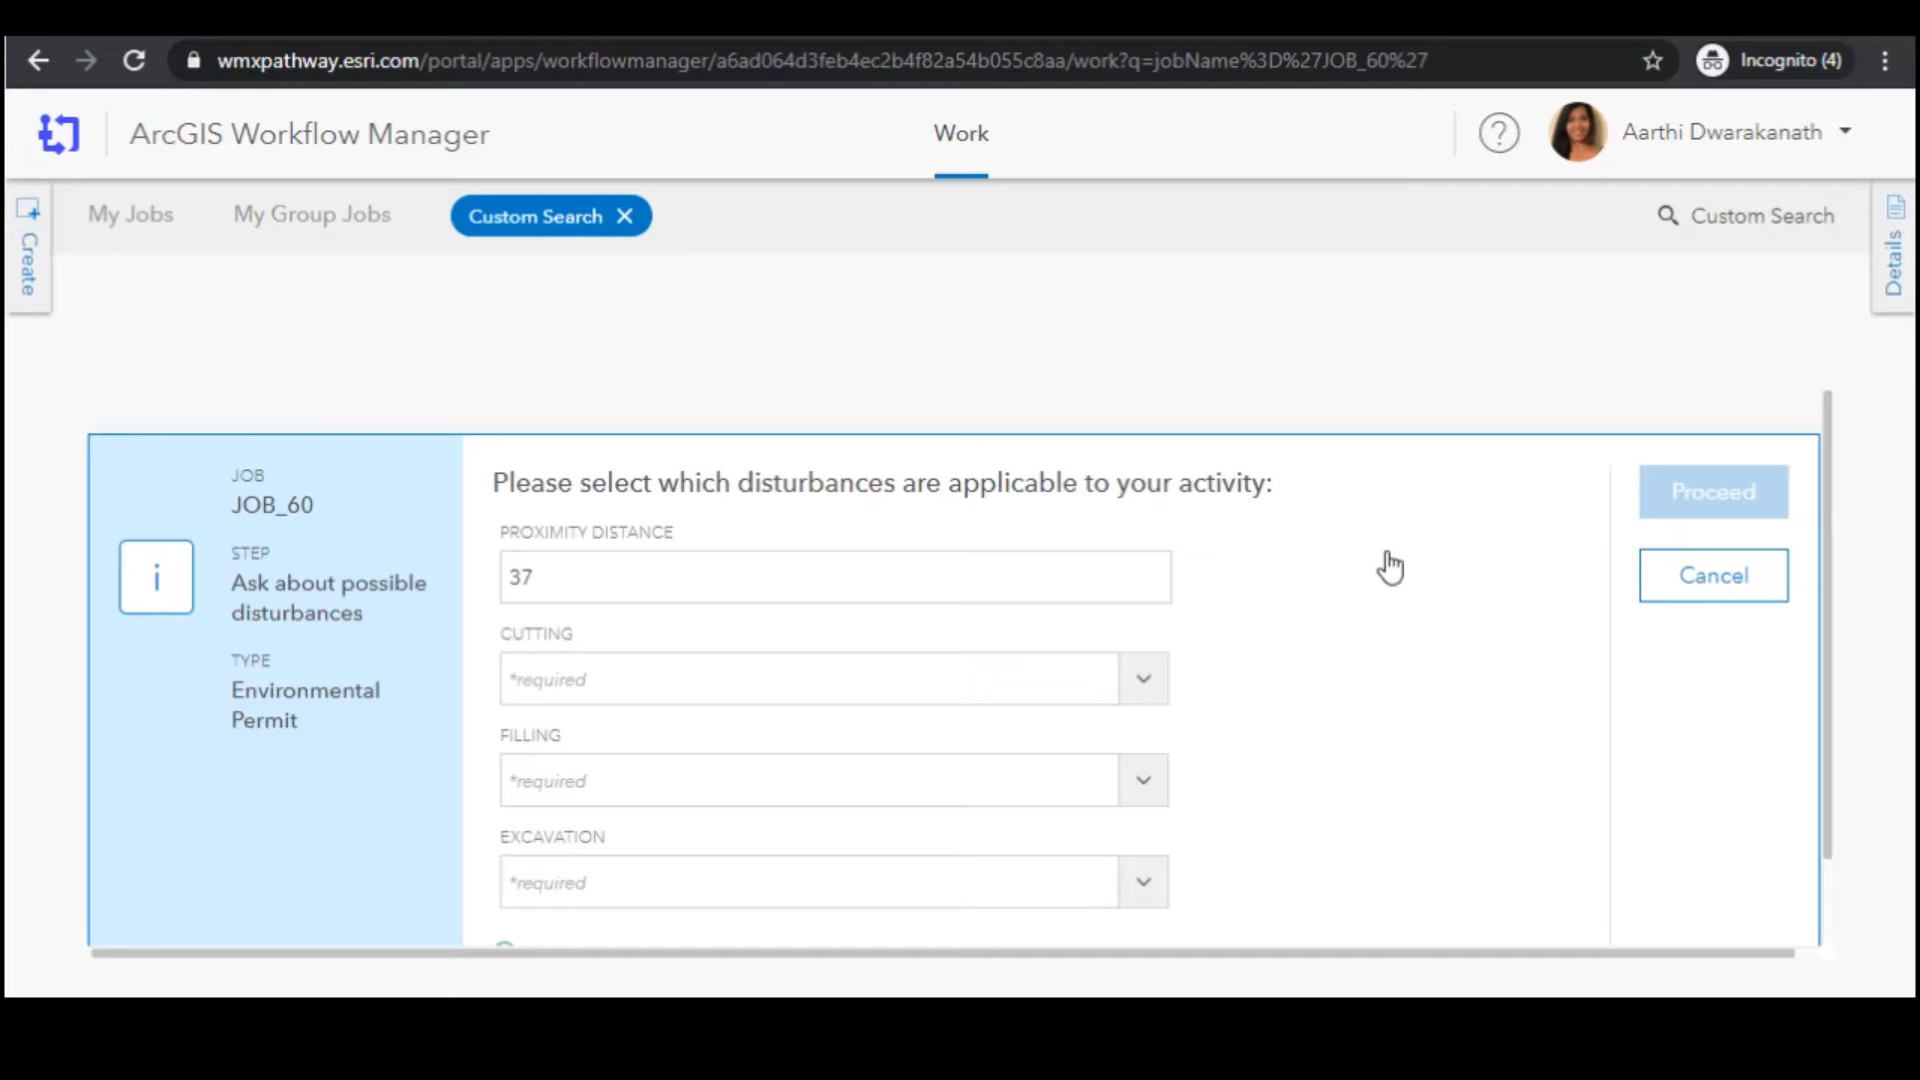 wmxpathway.esri.com/portal/apps/workflowmanager/a6ad064d3feb4ec2b4f82a54b055c8aa/work?q=jobName%3D%27JOB_60%27
Incognito (4)
ArcGIS Workflow Manager
Work
?
Aarthi Dwarakanath
Create
My Jobs
My Group Jobs
Custom Search
Custom Search
Details
JOB
JOB_60
i
STEP
Ask about possible
disturbances
TYPE
Environmental
Permit
Please select which disturbances are applicable to your activity:
PROXIMITY DISTANCE
37
CUTTING
*required
FILLING
*required
EXCAVATION
*required
Proceed
Cancel